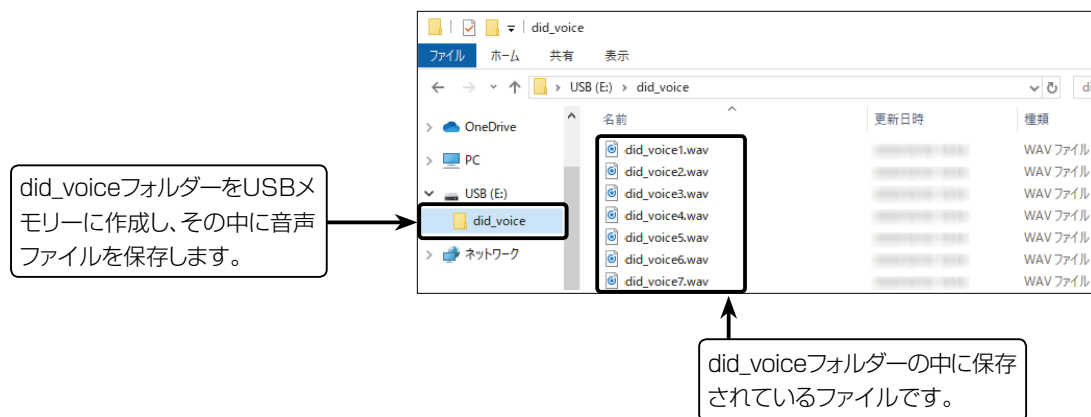 did_voice
ファイル ホーム 共有 表示
USB (E:) › did_voice
名前 更新日時 種類
OneDrive
PC
USB (E:)
did_voice
ネットワーク
did_voice1.wav WAV ファイル
did_voice2.wav WAV ファイル
did_voice3.wav WAV ファイル
did_voice4.wav WAV ファイル
did_voice5.wav WAV ファイル
did_voice6.wav WAV ファイル
did_voice7.wav WAV ファイル
did_voiceフォルダーをUSBメ
モリーに作成し、その中に音声
ファイルを保存します。
did_voiceフォルダーの中に保存
されているファイルです。